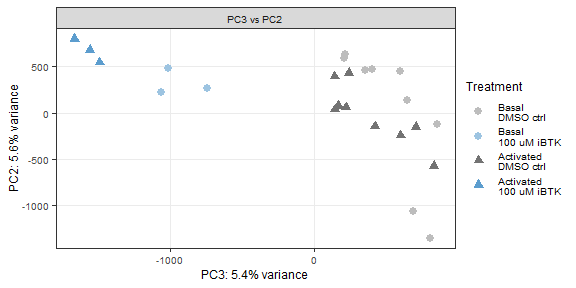 PC3 vs PC2
PC2: 5.6% variance
500
0
-500
-1000
-1000
0
PC3: 5.4% variance
Treatment
Basal
DMSO ctrl
Basal
100 uM iBTK
Activated
DMSO ctrl
Activated
100 uM iBTK